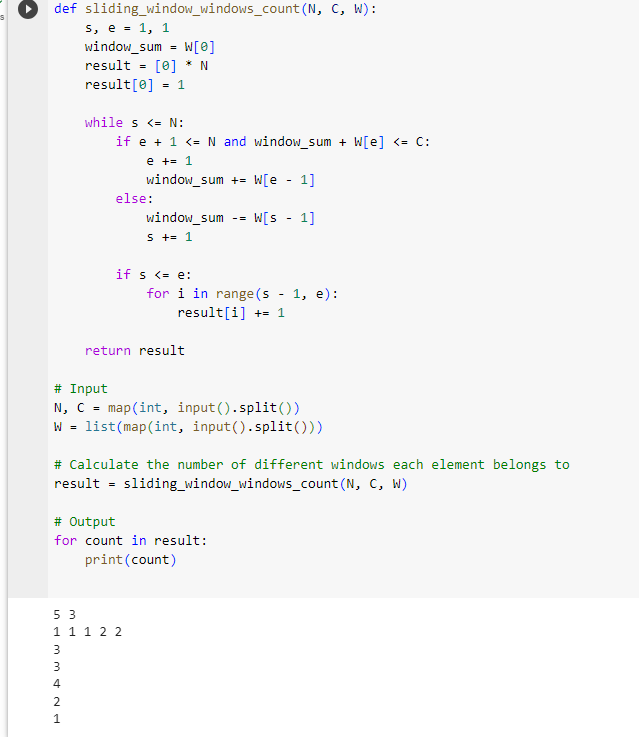 s
def sliding_window_windows_count(N, C, W):
    s, e = 1, 1
    window_sum = W[0]
    result = [0] * N
    result[0] = 1

    while s <= N:
        if e + 1 <= N and window_sum + W[e] <= C:
            e += 1
            window_sum += W[e - 1]
        else:
            window_sum -= W[s - 1]
            s += 1

        if s <= e:
            for i in range(s - 1, e):
                result[i] += 1

    return result

# Input
N, C = map(int, input().split())
W = list(map(int, input().split()))

# Calculate the number of different windows each element belongs to
result = sliding_window_windows_count(N, C, W)

# Output
for count in result:
    print(count)

5 3
1 1 1 2 2
3
3
4
2
1